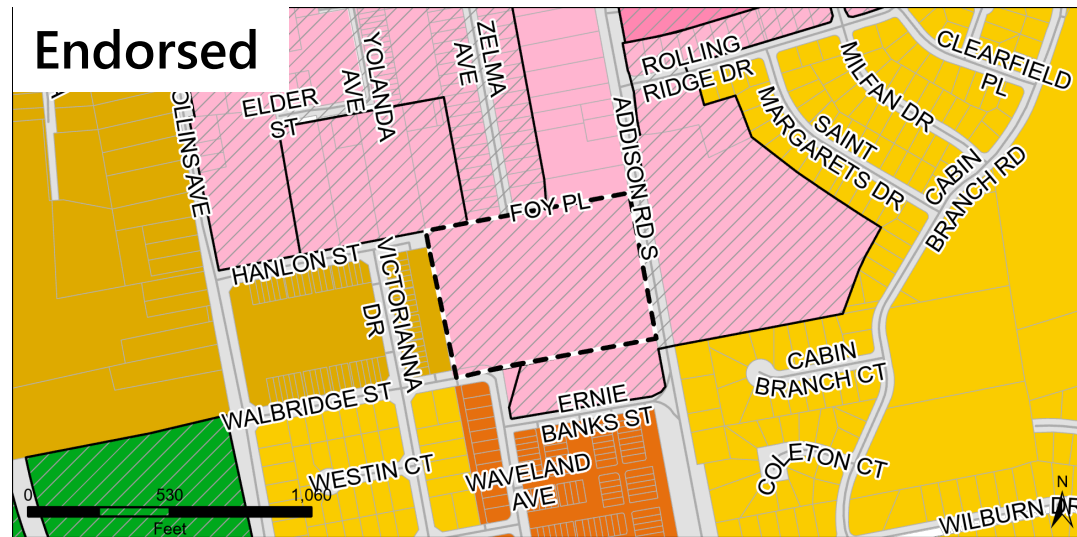 Endorsed
YOLANDA
AVE
ZELMA
AVE
ELDER
ST
OLLINS AVE
ROLLING
RIDGE DR
CLEARFIELD
PL
MILFAN DR
SAINT
MARGARETS DR
CABIN
BRANCH RD
ADDISON RD S
FOY PL
HANLON ST
VICTORIANNA
DR
WALBRIDGE ST
ERNIE
BANKS ST
CABIN
BRANCH CT
WESTIN CT
WAVELAND
AVE
COLETON CT
WILBURN DR
0 530 1,060
Feet
N